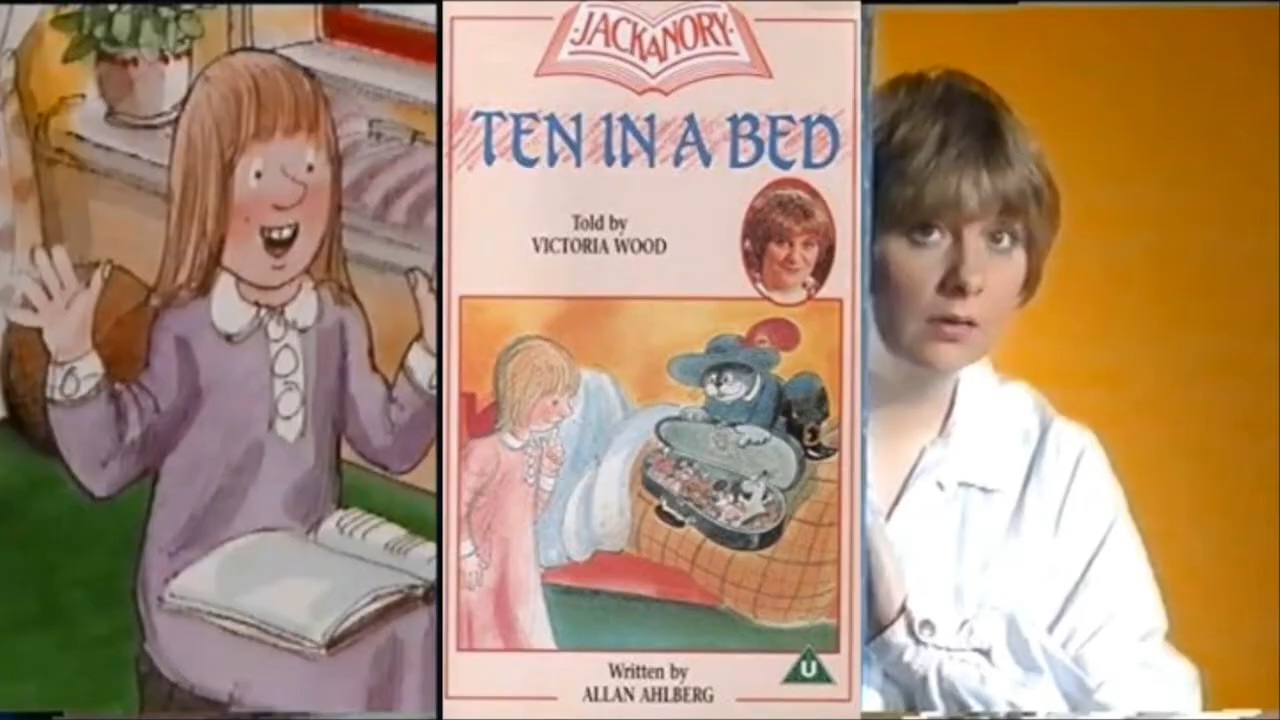 JACKANORY
TEN IN A BED
Told by
VICTORIA WOOD
Written by
ALLAN AHLBERG
U